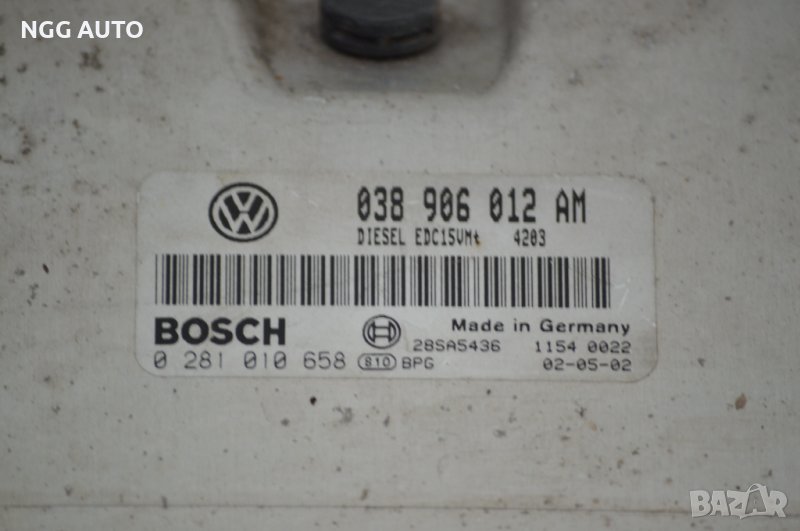 NGG AUTO
038 906 012 AM
DIESEL EDC15VM+ 4203
BOSCH
Made in Germany
28SA5436 1154 0022
0 281 010 658 810 BPG 02-05-02
BAZAR